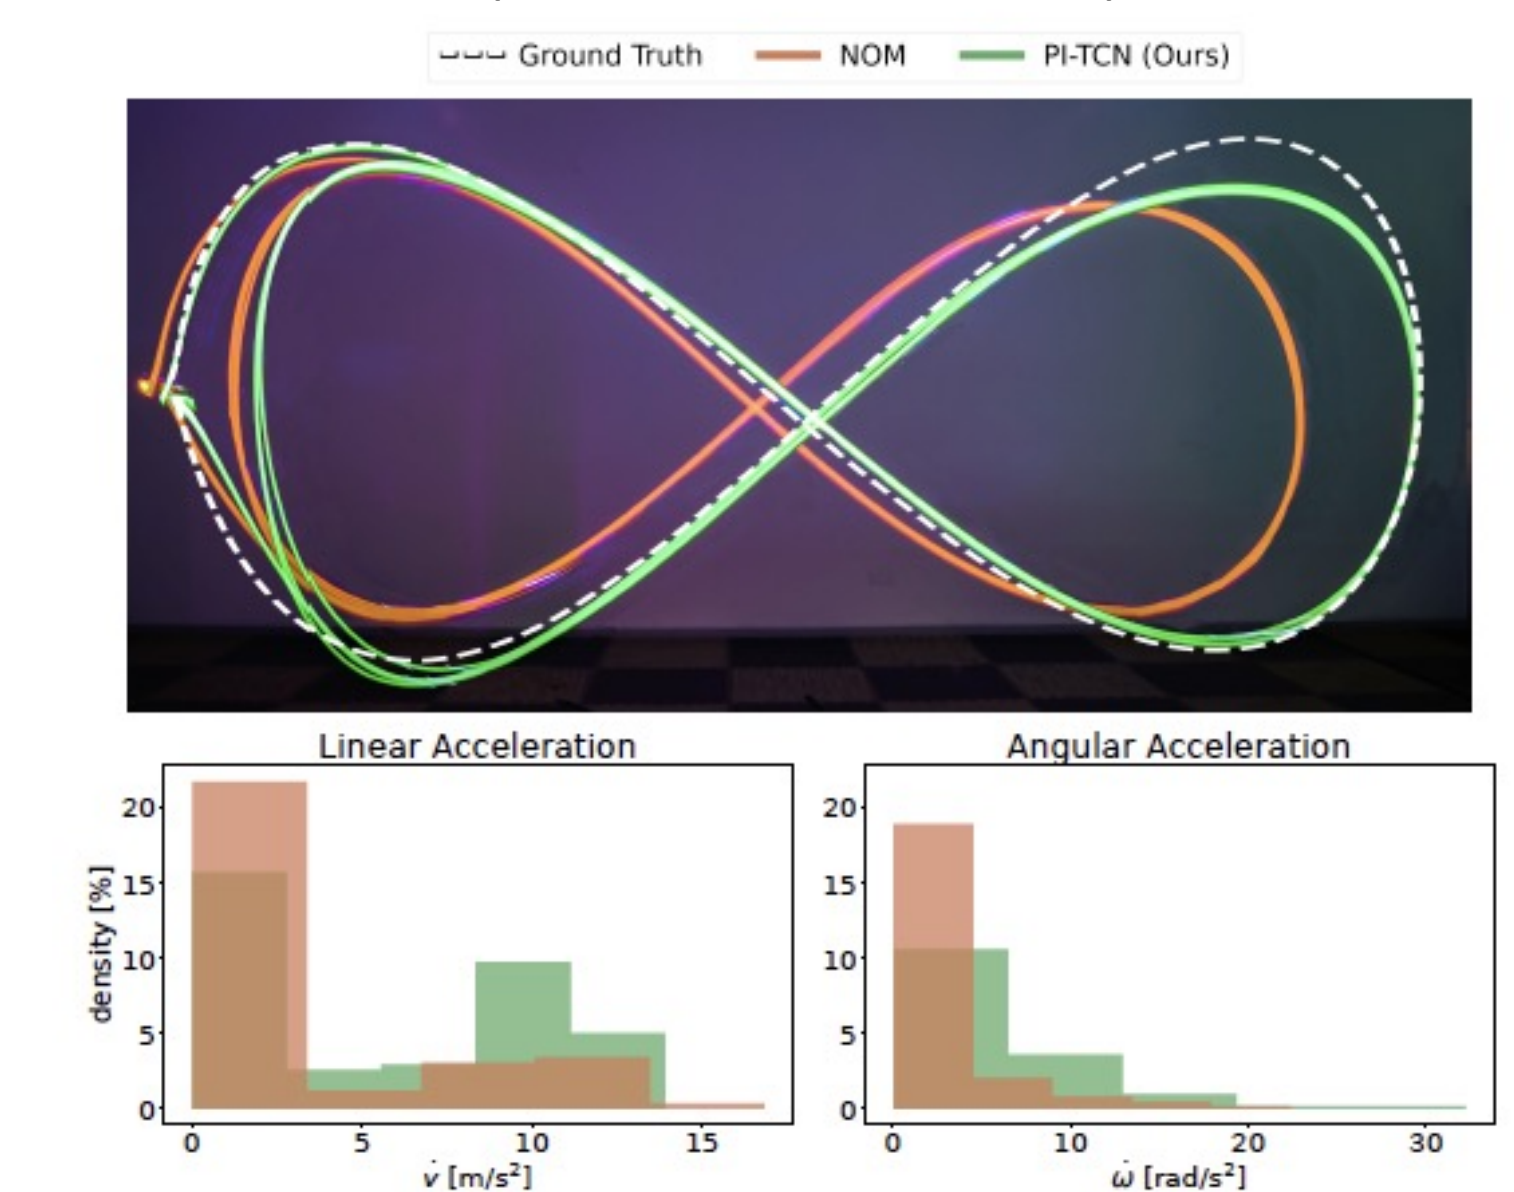 Ground Truth NOM PI-TCN (Ours)
Linear Acceleration
Angular Acceleration
density [%]
20
15
10
5
0
0 5 10 15
v̇ [m/s²]
20
15
10
5
0
0 10 20 30
ω̇ [rad/s²]